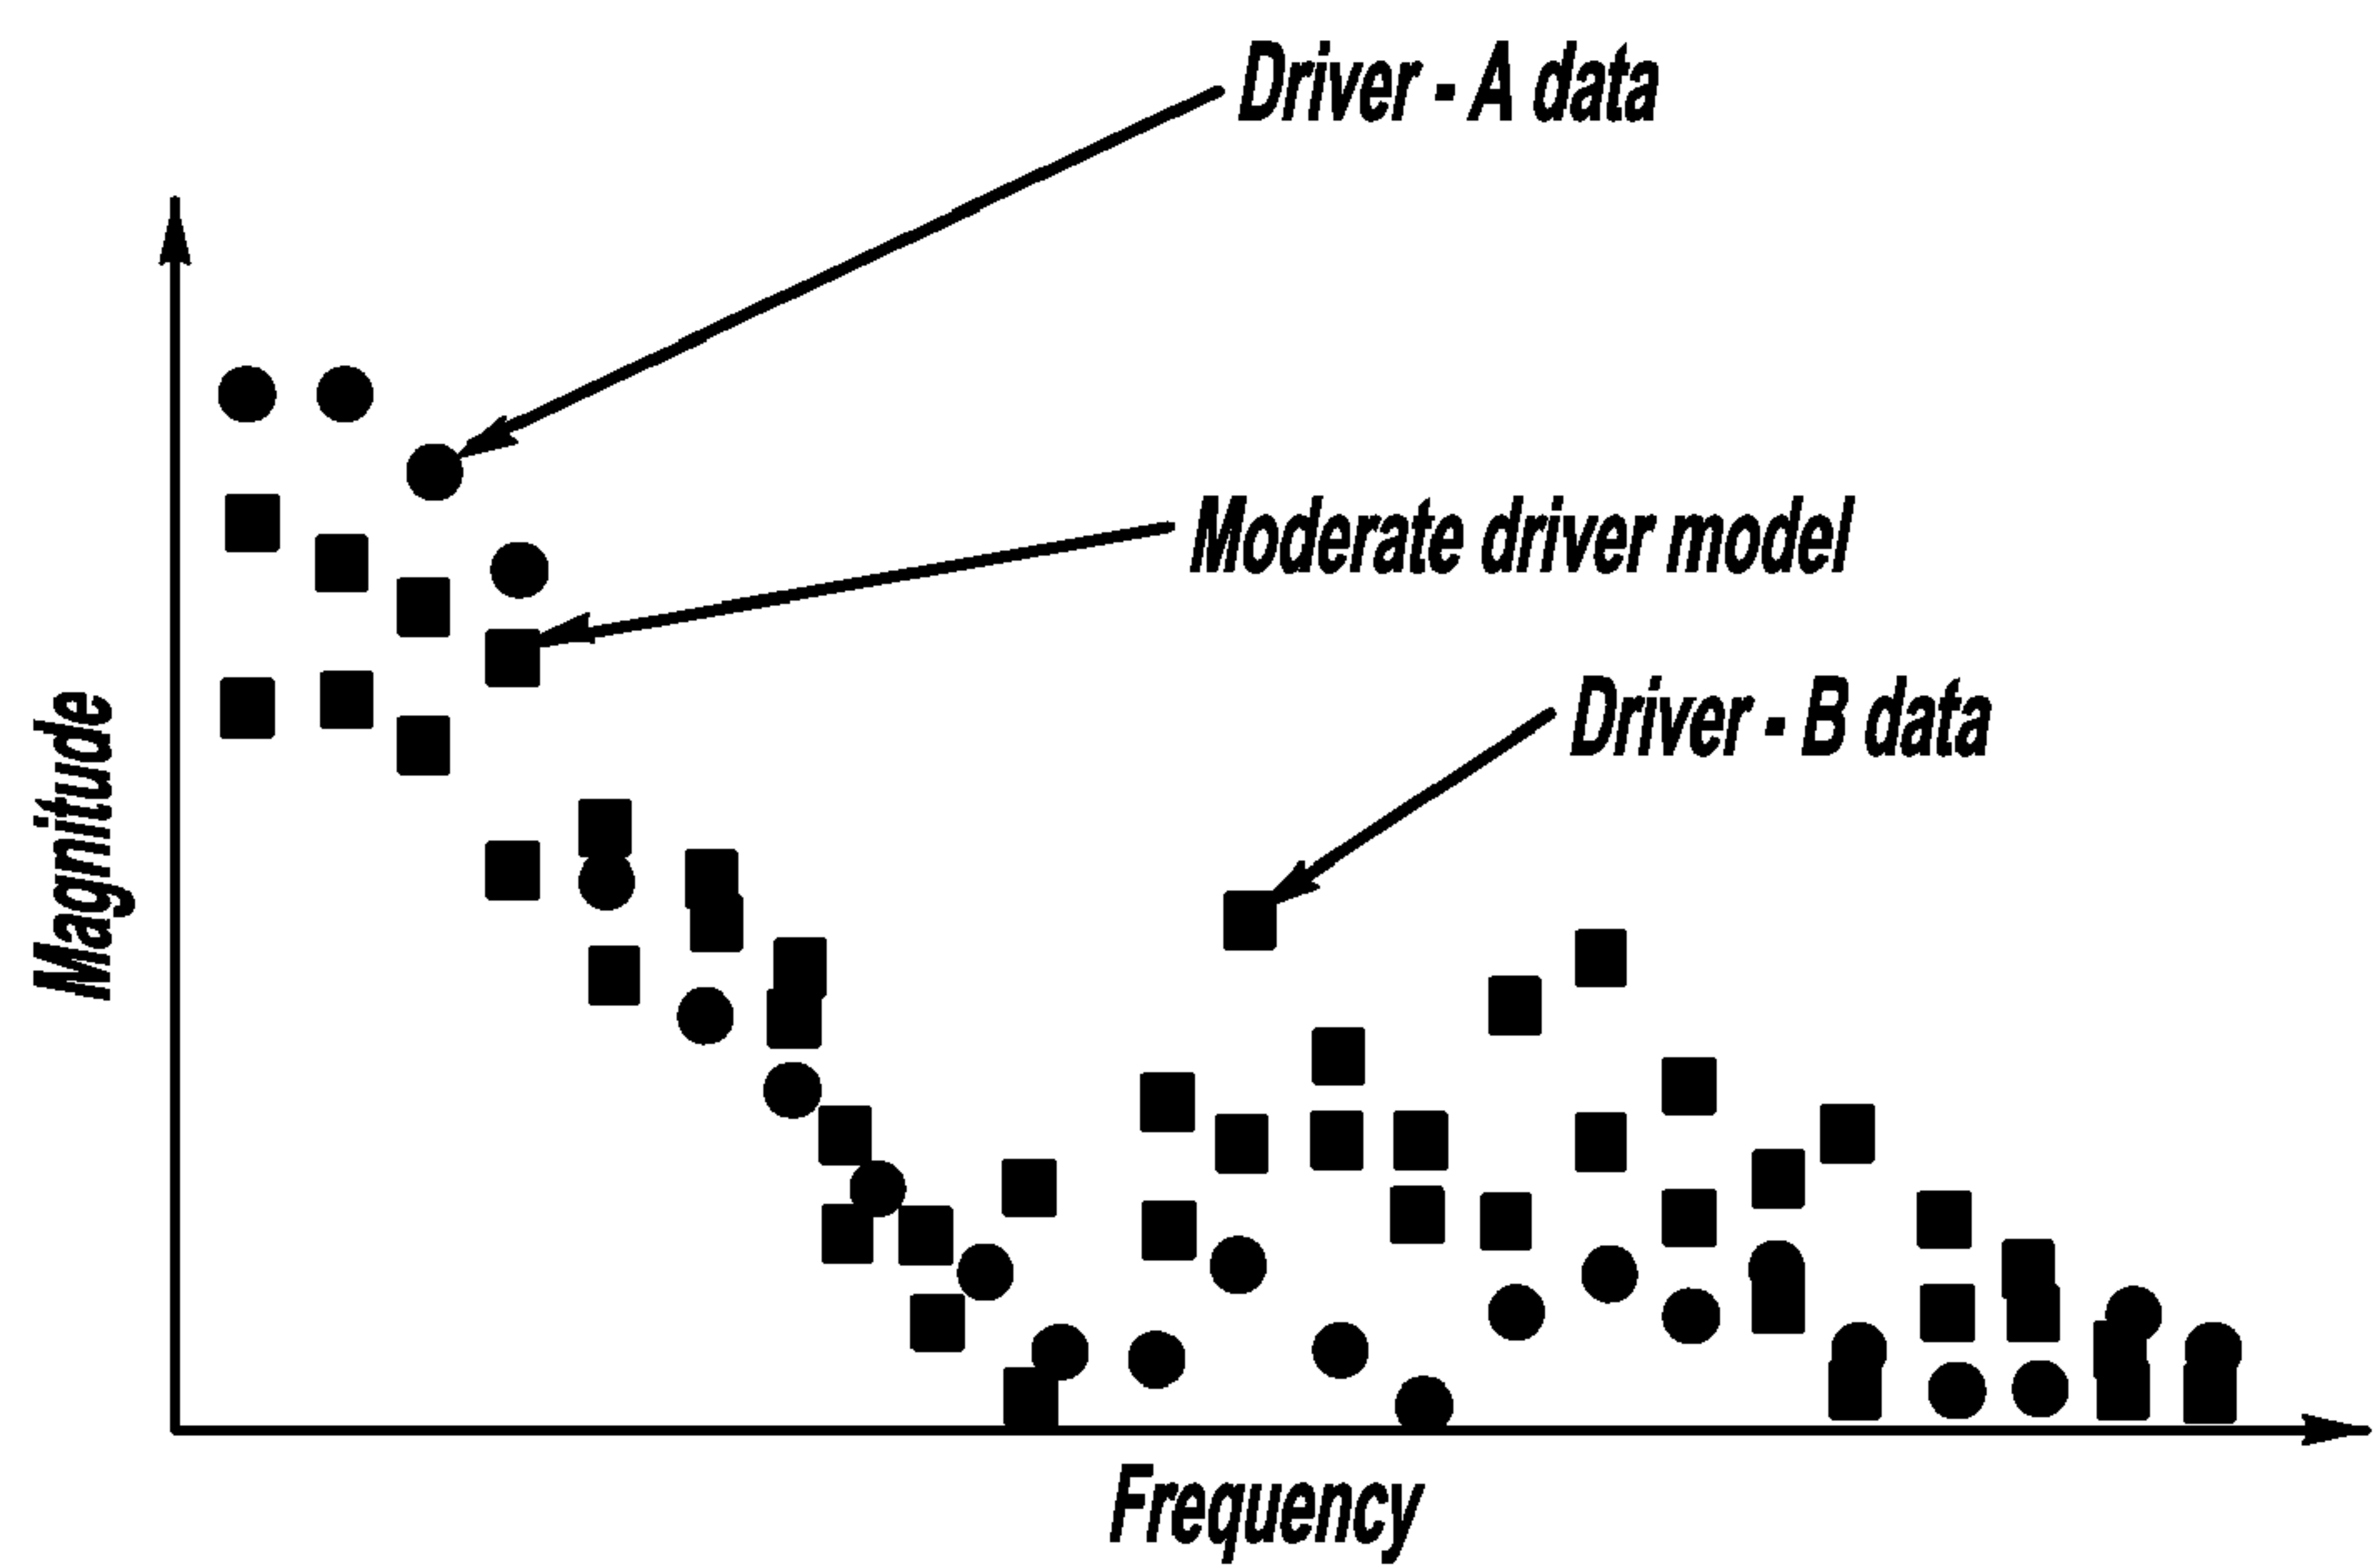 Driver - A data
Moderate driver model
Driver - B data
Magnitude
Frequency